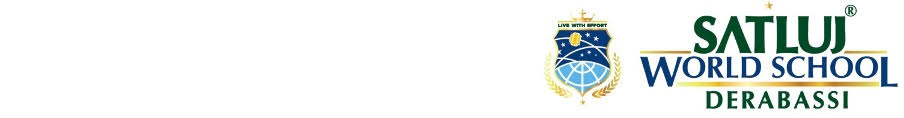 LIVE WITH EFFORT
SATLUJ®
WORLD SCHOOL
DERABASSI